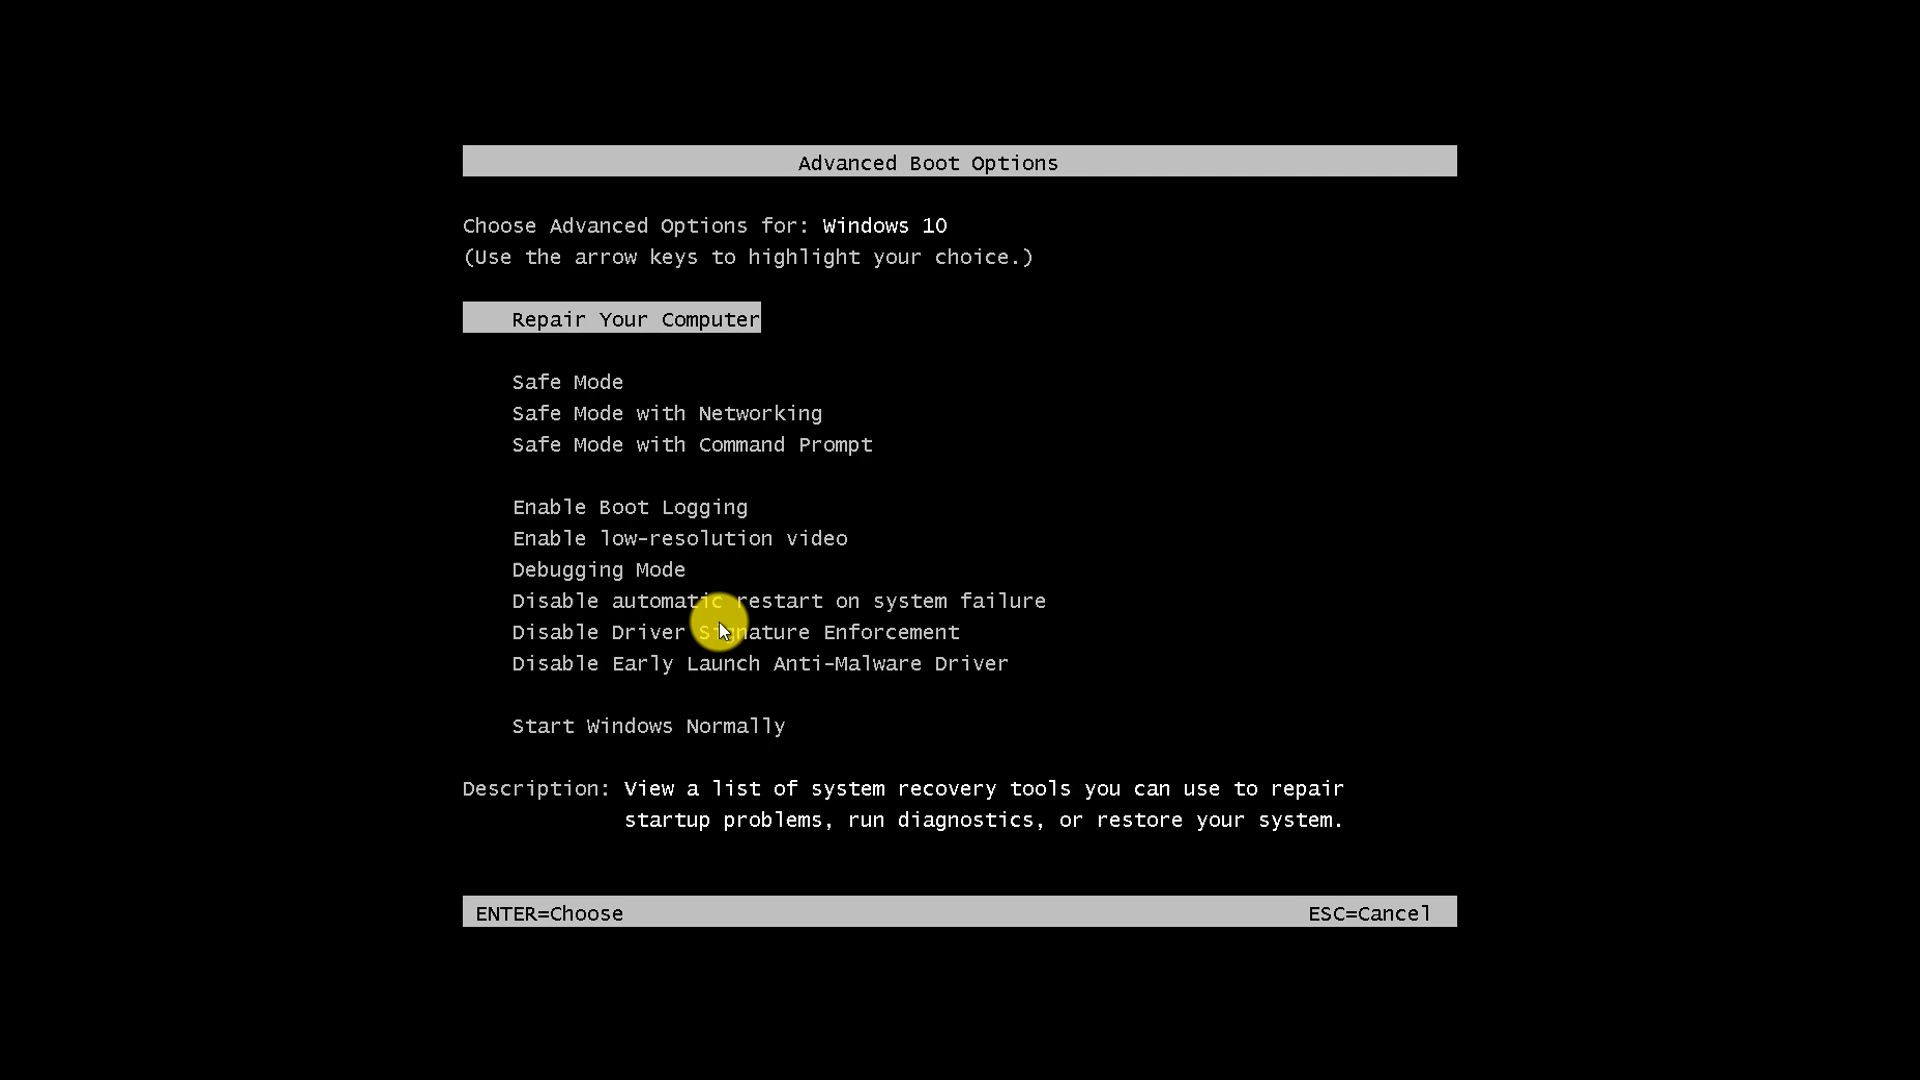 Advanced Boot Options
Choose Advanced Options for: Windows 10
(Use the arrow keys to highlight your choice.)
Repair Your Computer
Safe Mode
Safe Mode with Networking
Safe Mode with Command Prompt
Enable Boot Logging
Enable low-resolution video
Debugging Mode
Disable automatic restart on system failure
Disable Driver Signature Enforcement
Disable Early Launch Anti-Malware Driver
Start Windows Normally
Description: View a list of system recovery tools you can use to repair
startup problems, run diagnostics, or restore your system.
ENTER=Choose ESC=Cancel